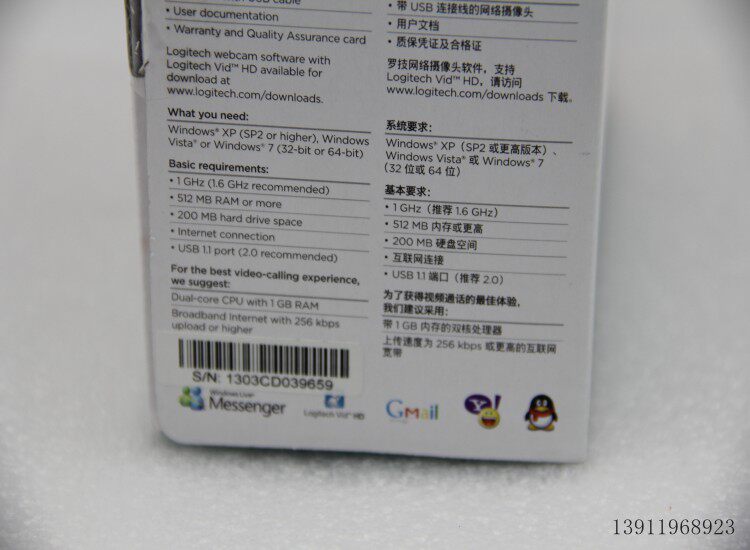 USB cable
• User documentation
• Warranty and Quality Assurance card
Logitech webcam software with
Logitech Vid™ HD available for
download at
www.logitech.com/downloads.
What you need:
Windows® XP (SP2 or higher), Windows
Vista® or Windows® 7 (32-bit or 64-bit)
Basic requirements:
• 1 GHz (1.6 GHz recommended)
• 512 MB RAM or more
• 200 MB hard drive space
• Internet connection
• USB 1.1 port (2.0 recommended)
For the best video-calling experience,
we suggest:
Dual-core CPU with 1 GB RAM
Broadband Internet with 256 kbps
upload or higher
• 带 USB 连接线的网络摄像头
• 用户文档
• 质保凭证及合格证
罗技网络摄像头软件，支持
Logitech Vid™ HD，请访问
www.logitech.com/downloads 下载。
系统要求：
Windows® XP（SP2 或更高版本）、
Windows Vista® 或 Windows® 7
（32 位或 64 位）
基本要求：
• 1 GHz（推荐 1.6 GHz）
• 512 MB 内存或更高
• 200 MB 硬盘空间
• 互联网连接
• USB 1.1 端口（推荐 2.0）
为了获得视频通话的最佳体验，
我们建议采用：
带 1 GB 内存的双核处理器
上传速度为 256 kbps 或更高的互联网
宽带
S/N: 1303CD039659
Windows Live®
Messenger
Logitech Vid™ HD
GMail
Y!
13911968923